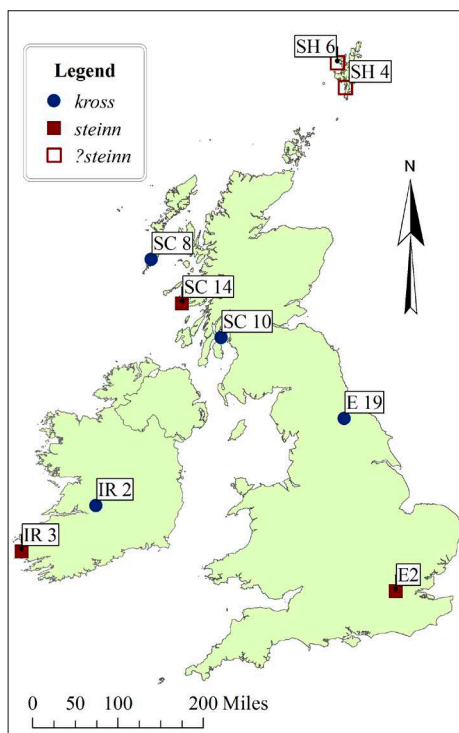 SH 6
Legend
SH 4
kross
steinn
?steinn
N
SC 8
SC 14
SC 10
E 19
IR 2
IR 3
E2
0 50 100 200 Miles